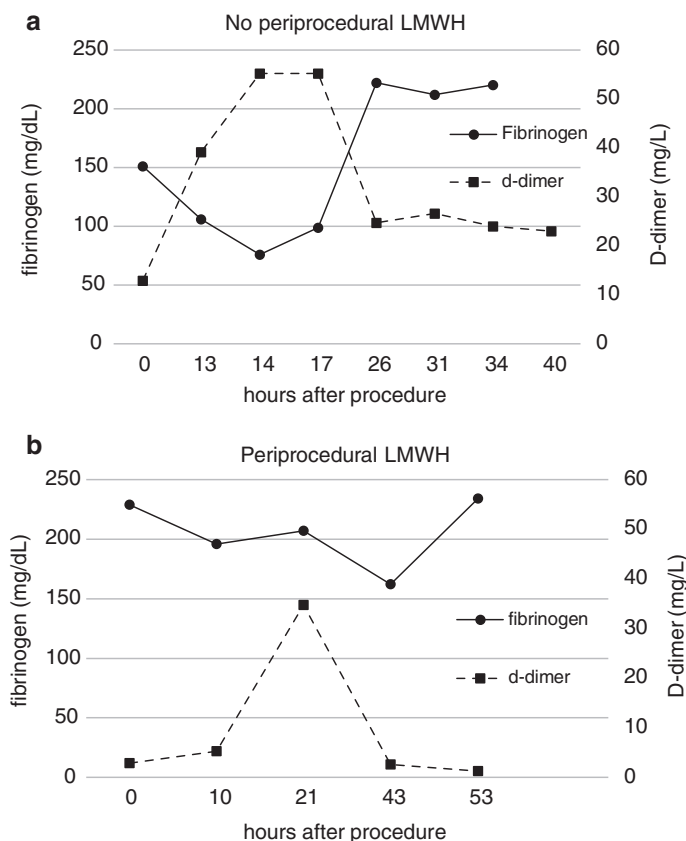 a
No periprocedural LMWH
fibrinogen (mg/dL)
250
200
150
100
50
0
60
50
40
30
20
10
0
D-dimer (mg/L)
Fibrinogen
d-dimer
0 13 14 17 26 31 34 40
hours after procedure
b
Periprocedural LMWH
fibrinogen (mg/dL)
250
200
150
100
50
0
60
50
40
30
20
10
0
D-dimer (mg/L)
fibrinogen
d-dimer
0 10 21 43 53
hours after procedure